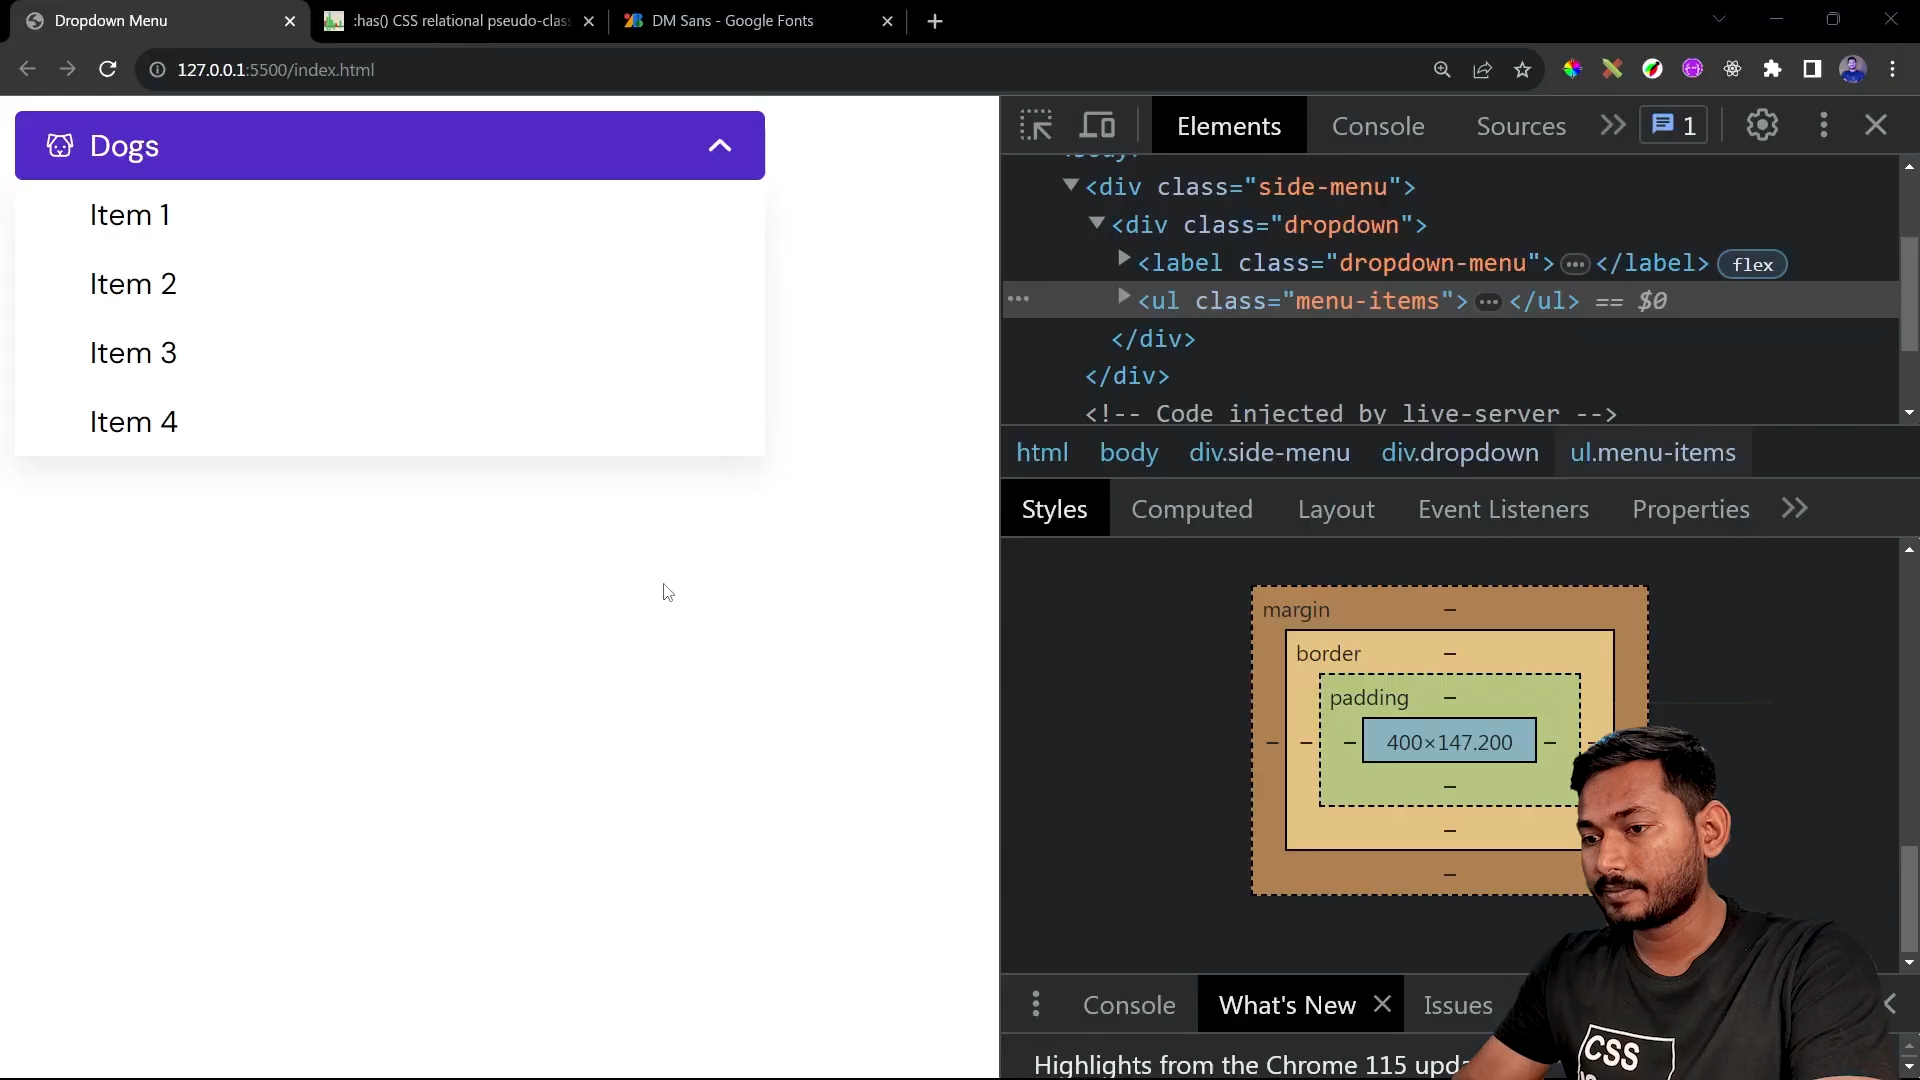 Dropdown Menu
:has() CSS relational pseudo-clas
DM Sans - Google Fonts
127.0.0.1:5500/index.html
Dogs
Item 1
Item 2
Item 3
Item 4
Elements Console Sources 1
<div class="side-menu">
<div class="dropdown">
<label class="dropdown-menu">…</label> flex
<ul class="menu-items">…</ul> == $0
</div>
</div>
<!-- Code injected by live-server -->
html body div.side-menu div.dropdown ul.menu-items
Styles Computed Layout Event Listeners Properties
margin –
border –
padding –
– – – 400×147.200 –
–
–
–
Console What's New Issues
Highlights from the Chrome 115 upda
CSS